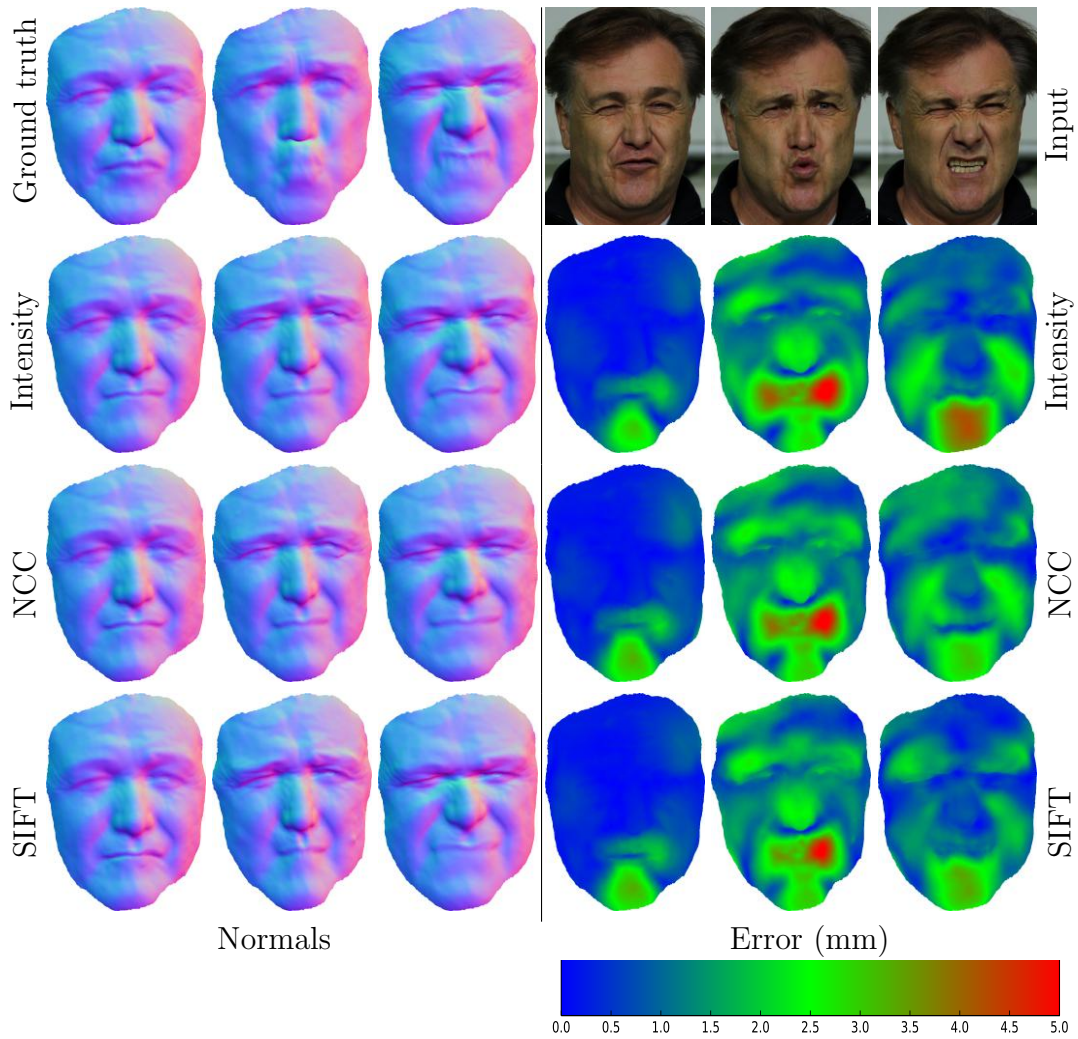 Ground truth
Input
Intensity
Intensity
NCC
NCC
SIFT
SIFT
Normals
Error (mm)
0.0 0.5 1.0 1.5 2.0 2.5 3.0 3.5 4.0 4.5 5.0